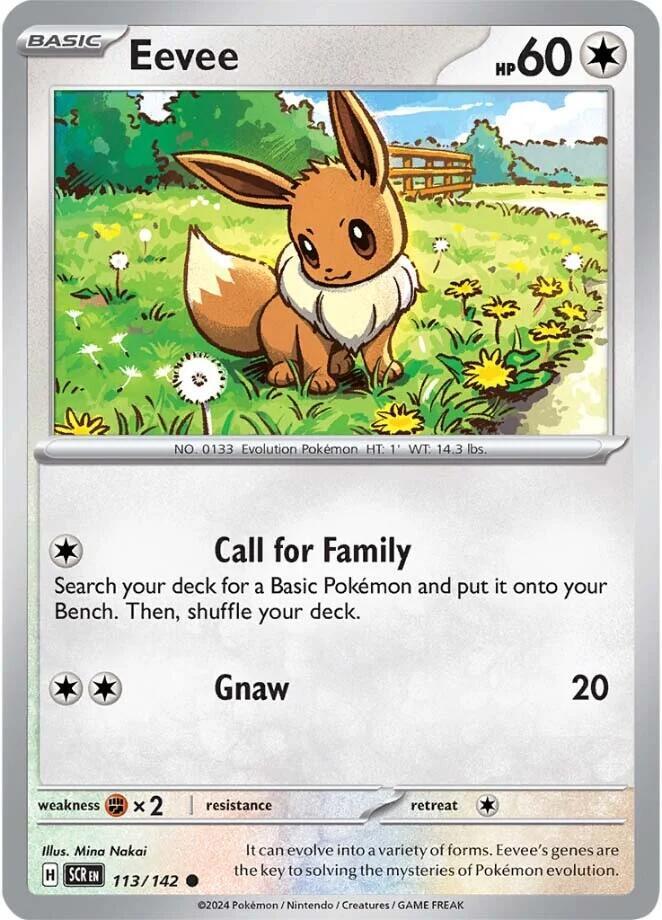 BASIC
Eevee
HP 60
NO. 0133 Evolution Pokémon HT: 1' WT: 14.3 lbs.
Call for Family
Search your deck for a Basic Pokémon and put it onto your
Bench. Then, shuffle your deck.
Gnaw 20
weakness ×2 resistance retreat
Illus. Mina Nakai
It can evolve into a variety of forms. Eevee's genes are
the key to solving the mysteries of Pokémon evolution.
H SCR EN 113/142
©2024 Pokémon / Nintendo / Creatures / GAME FREAK